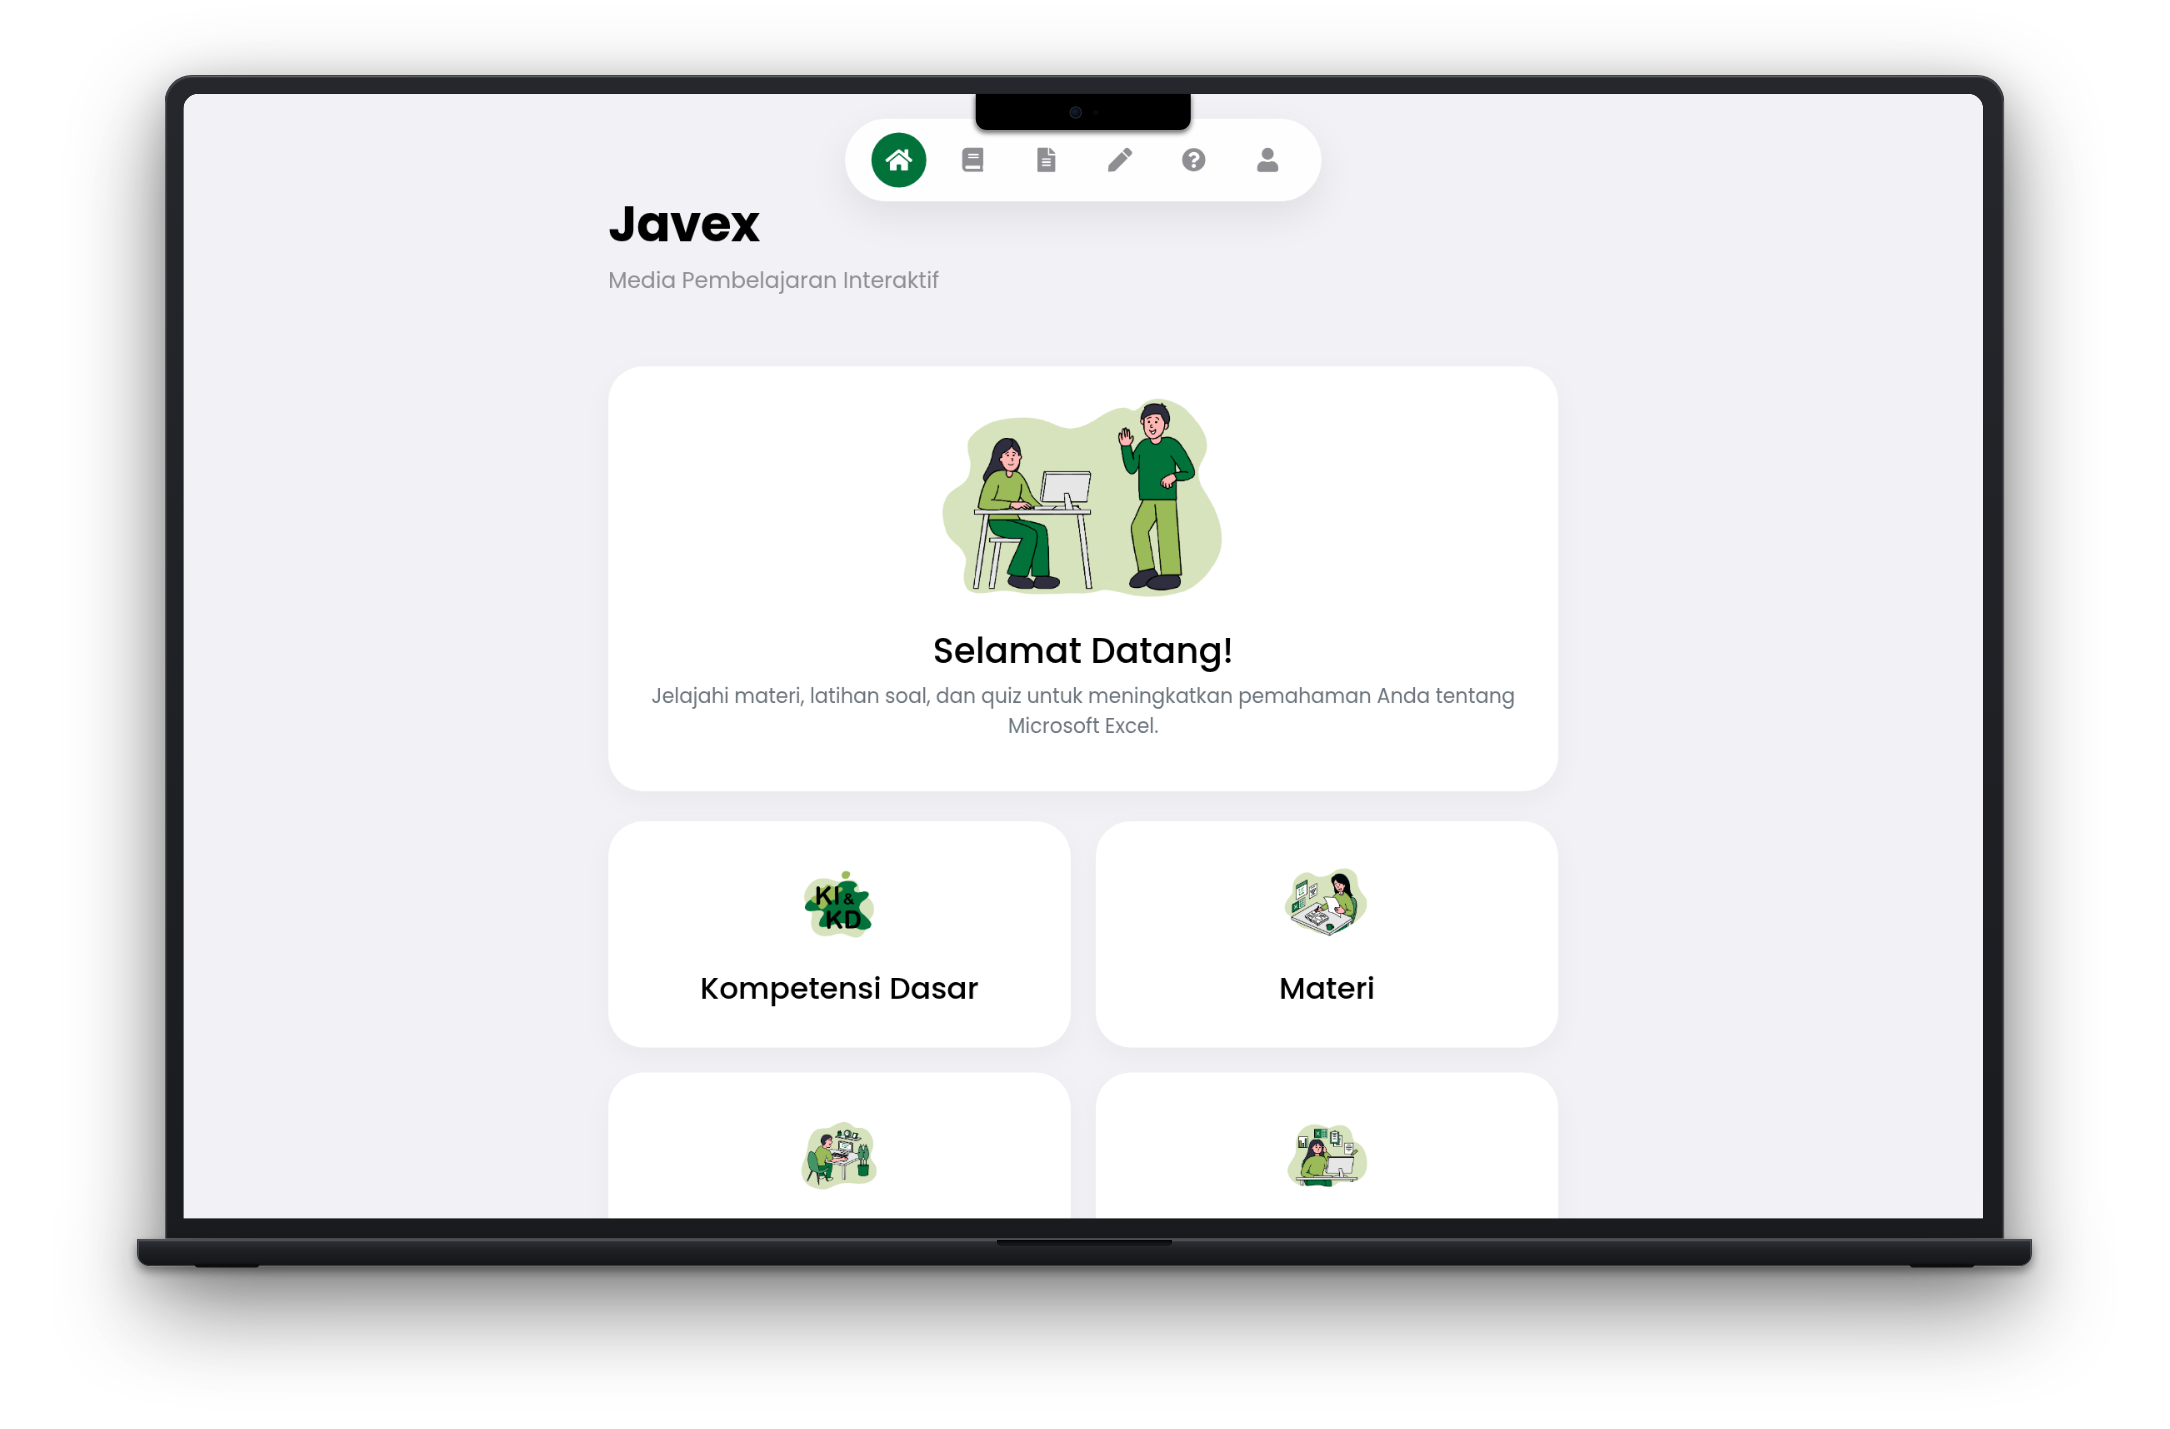 Javex
Media Pembelajaran Interaktif
Selamat Datang!
Jelajahi materi, latihan soal, dan quiz untuk meningkatkan pemahaman Anda tentang
Microsoft Excel.
KI &
KD
Kompetensi Dasar
Materi